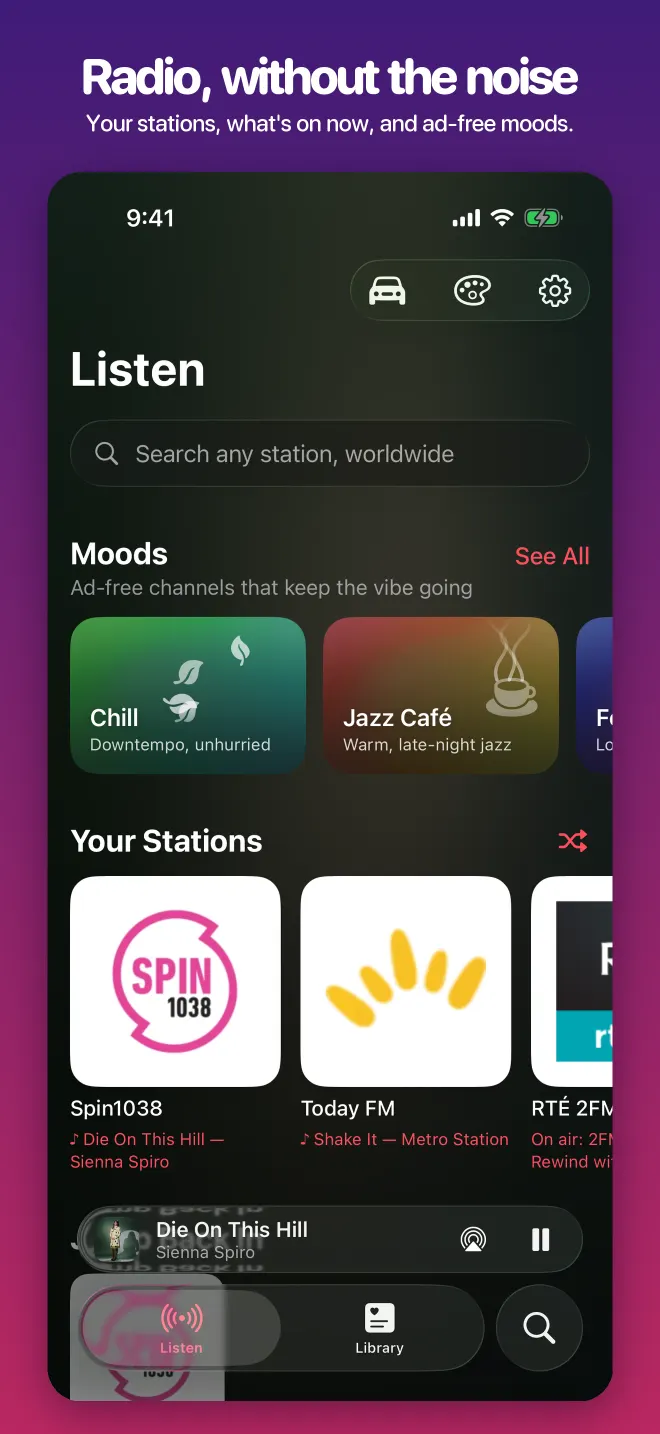 Radio, without the noise
Your stations, what's on now, and ad-free moods.
9:41
Listen
Search any station, worldwide
Moods
See All
Ad-free channels that keep the vibe going
Chill
Downtempo, unhurried
Jazz Café
Warm, late-night jazz
Your Stations
SPIN
1038
Spin1038
♪ Die On This Hill —
Sienna Spiro
Today FM
♪ Shake It — Metro Station
RTÉ 2FM
On air: 2FM
Rewind
Die On This Hill
Sienna Spiro
Listen
Library